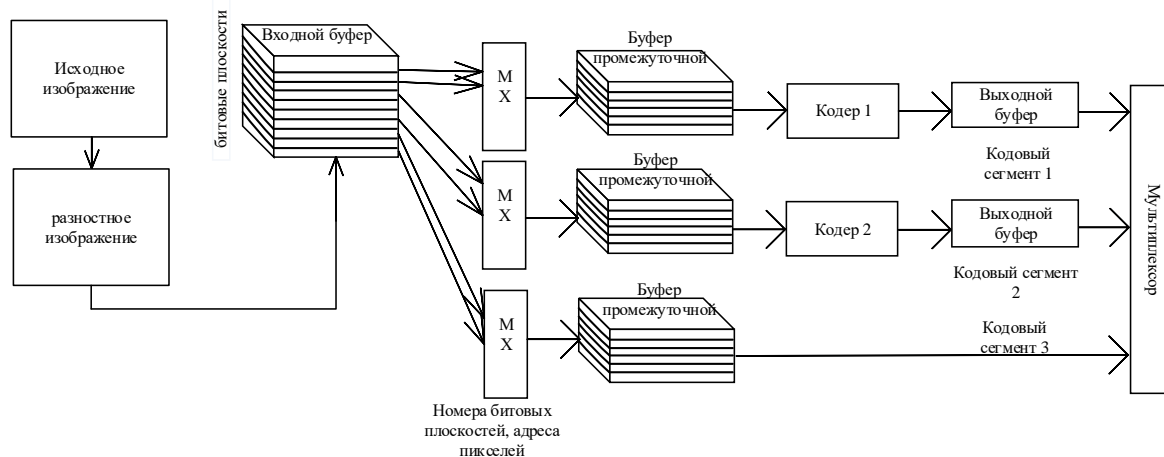 Исходное
изображение
разностное
изображение
битовые плоскости
Входной буфер
М
Х
Буфер
промежуточной
Кодер 1
Выходной
буфер
Кодовый
сегмент 1
М
Х
Буфер
промежуточной
Кодер 2
Выходной
буфер
Кодовый сегмент
2
М
Х
Буфер
промежуточной
Кодовый
сегмент 3
Номера битовых
плоскостей, адреса
пикселей
Мультиплексор